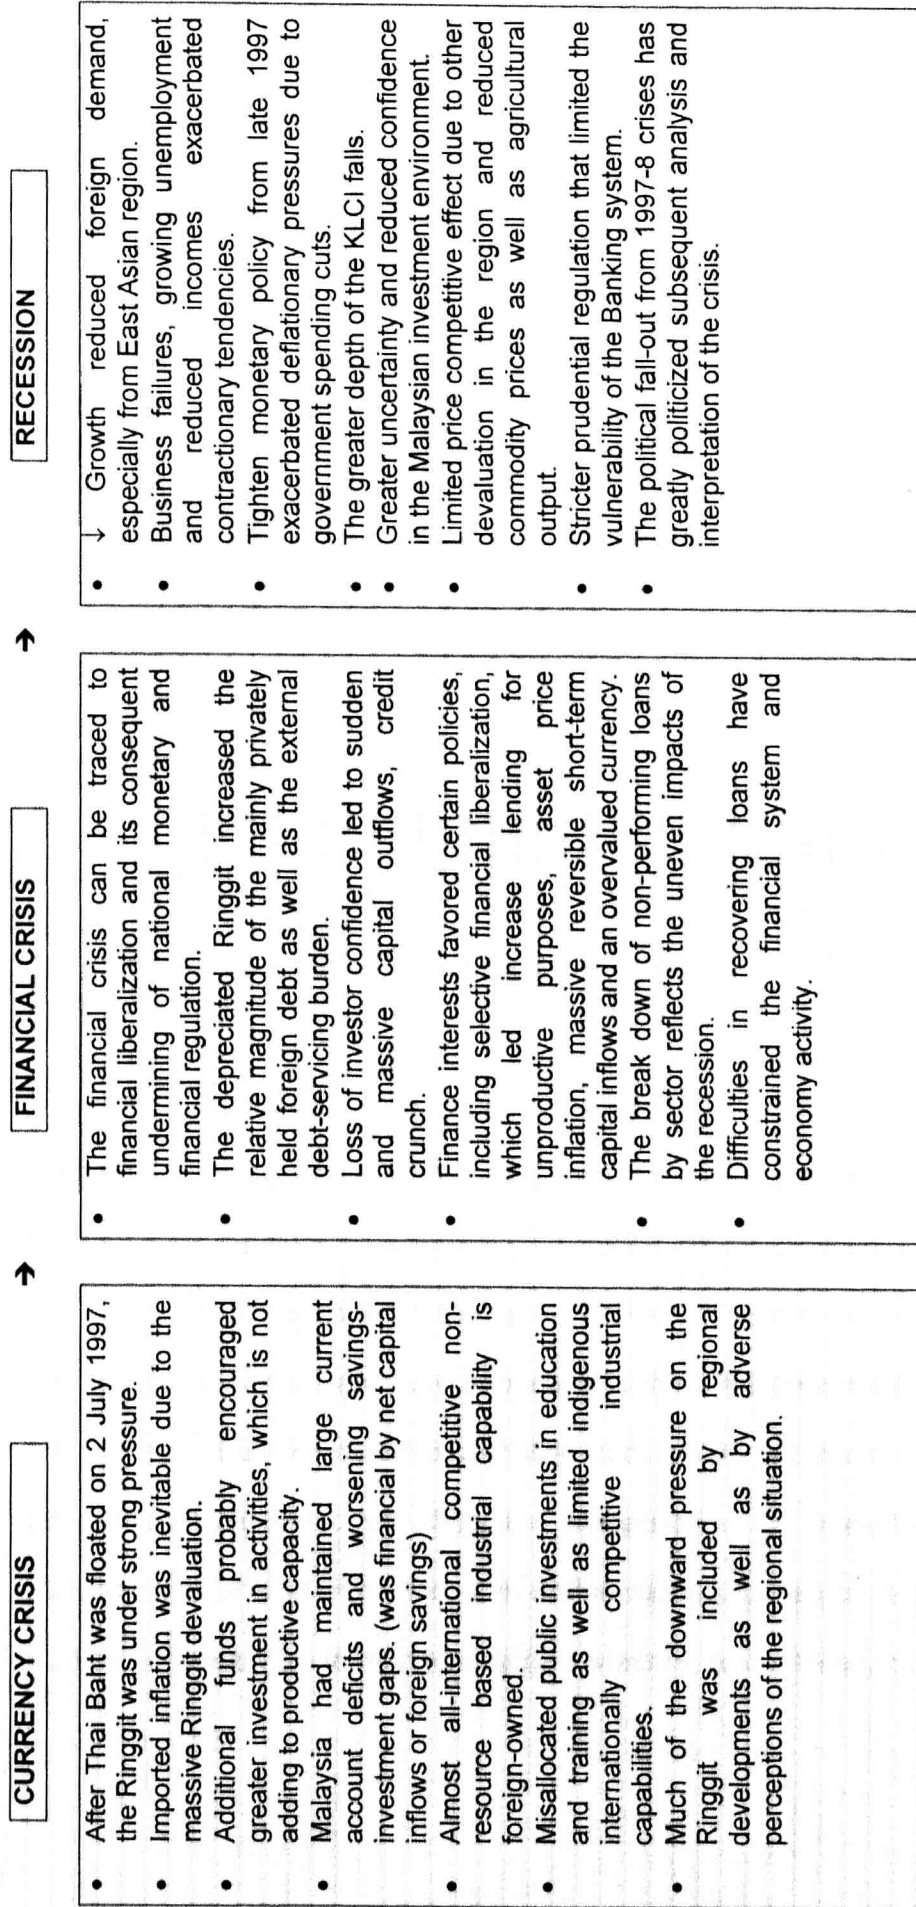 CURRENCY CRISIS
→
FINANCIAL CRISIS
→
RECESSION
• After Thai Baht was floated on 2 July 1997,
the Ringgit was under strong pressure.
• Imported inflation was inevitable due to the
massive Ringgit devaluation.
• Additional funds probably encouraged
greater investment in activities, which is not
adding to productive capacity.
• Malaysia had maintained large current
account deficits and worsening savings-
investment gaps. (was financial by net capital
inflows or foreign savings)
• Almost all-international competitive non-
resource based industrial capability is
foreign-owned.
• Misallocated public investments in education
and training as well as limited indigenous
internationally competitive industrial
capabilities.
• Much of the downward pressure on the
Ringgit was included by regional
developments as well as by adverse
perceptions of the regional situation.
• The financial crisis can be traced to
financial liberalization and its consequent
undermining of national monetary and
financial regulation.
• The depreciated Ringgit increased the
relative magnitude of the mainly privately
held foreign debt as well as the external
debt-servicing burden.
• Loss of investor confidence led to sudden
and massive capital outflows, credit
crunch.
• Finance interests favored certain policies,
including selective financial liberalization,
which led increase lending for
unproductive purposes, asset price
inflation, massive reversible short-term
capital inflows and an overvalued currency.
• The break down of non-performing loans
by sector reflects the uneven impacts of
the recession.
• Difficulties in recovering loans have
constrained the financial system and
economy activity.
• ↓ Growth reduced foreign demand,
especially from East Asian region.
• Business failures, growing unemployment
and reduced incomes exacerbated
contractionary tendencies.
• Tighten monetary policy from late 1997
exacerbated deflationary pressures due to
government spending cuts.
• The greater depth of the KLCI falls.
• Greater uncertainty and reduced confidence
in the Malaysian investment environment.
• Limited price competitive effect due to other
devaluation in the region and reduced
commodity prices as well as agricultural
output.
• Stricter prudential regulation that limited the
vulnerability of the Banking system.
• The political fall-out from 1997-8 crises has
greatly politicized subsequent analysis and
interpretation of the crisis.